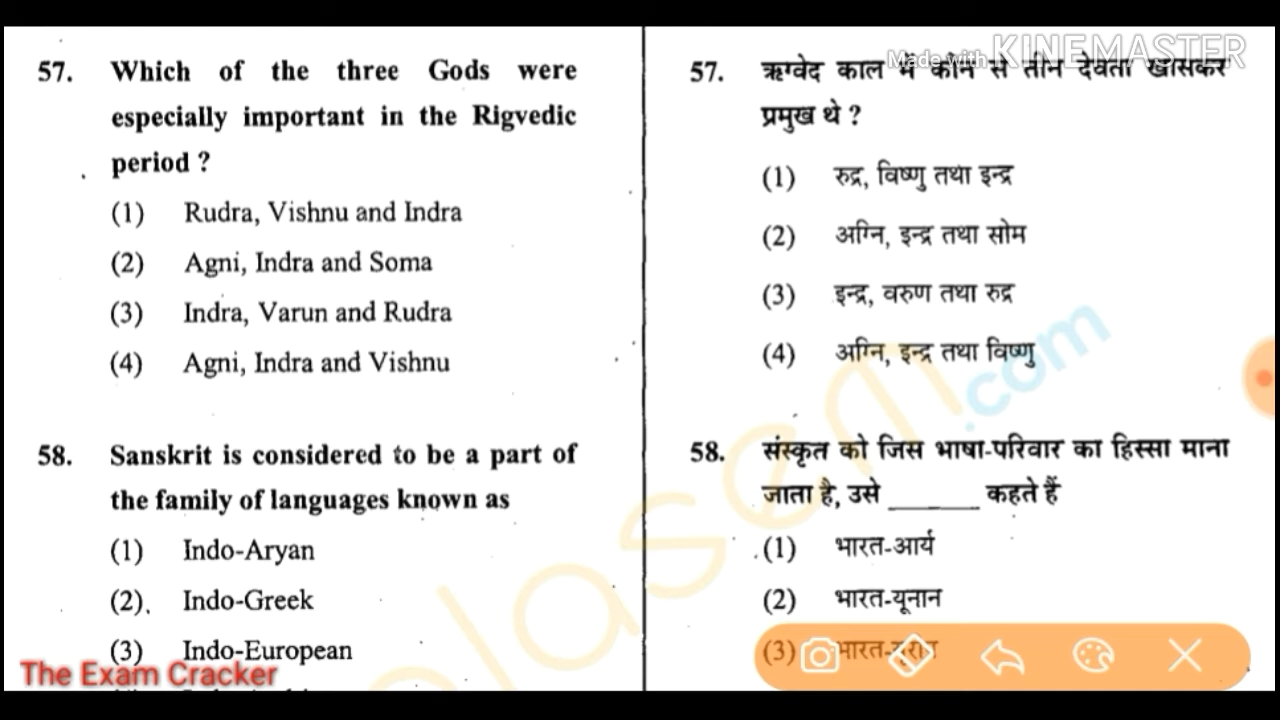 57. Which of the three Gods were
especially important in the Rigvedic
period ?
(1) Rudra, Vishnu and Indra
(2) Agni, Indra and Soma
(3) Indra, Varun and Rudra
(4) Agni, Indra and Vishnu
58. Sanskrit is considered to be a part of
the family of languages known as
(1) Indo-Aryan
(2) Indo-Greek
(3) Indo-European
The Exam Cracker
Made with KINEMASTER
57. ऋग्वेद काल में कौन से तीन देवता खासकर
प्रमुख थे ?
(1) रुद्र, विष्णु तथा इन्द्र
(2) अग्नि, इन्द्र तथा सोम
(3) इन्द्र, वरुण तथा रुद्र
(4) अग्नि, इन्द्र तथा विष्णु
58. संस्कृत को जिस भाषा-परिवार का हिस्सा माना
जाता है, उसे ______ कहते हैं
(1) भारत-आर्य
(2) भारत-यूनान
(3)
aglasem.com